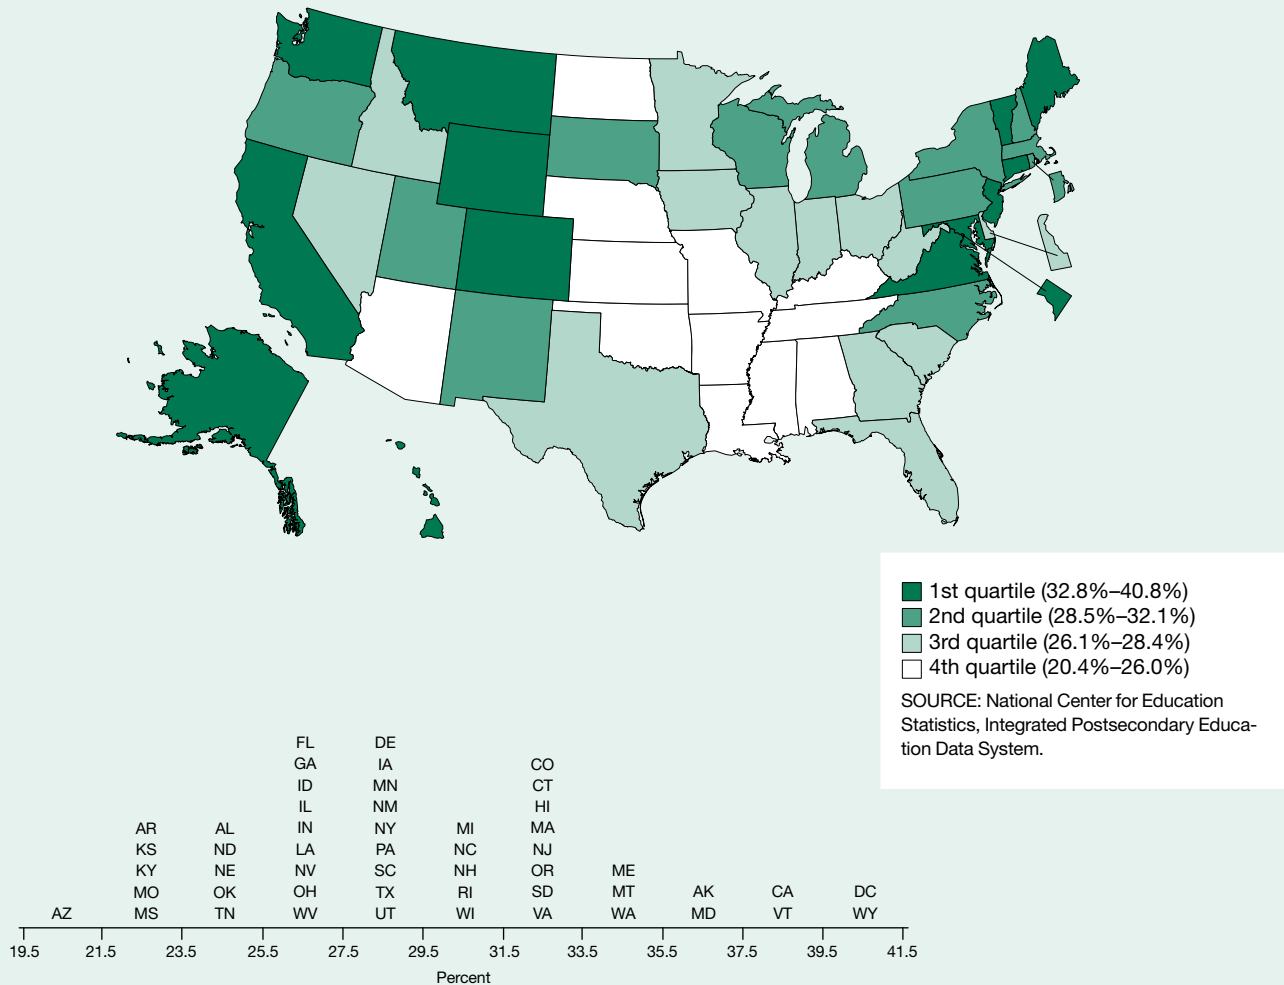 1st quartile (32.8%–40.8%)
2nd quartile (28.5%–32.1%)
3rd quartile (26.1%–28.4%)
4th quartile (20.4%–26.0%)
SOURCE: National Center for Education
Statistics, Integrated Postsecondary Educa-
tion Data System.
FL DE
GA IA CO
ID MN CT
IL NM HI
AR AL IN NY MI MA
KS ND LA PA NC NJ
KY NE NV SC NH OR ME
MO OK OH TX RI SD MT AK CA DC
AZ MS TN WV UT WI VA WA MD VT WY
19.5 21.5 23.5 25.5 27.5 29.5 31.5 33.5 35.5 37.5 39.5 41.5
Percent